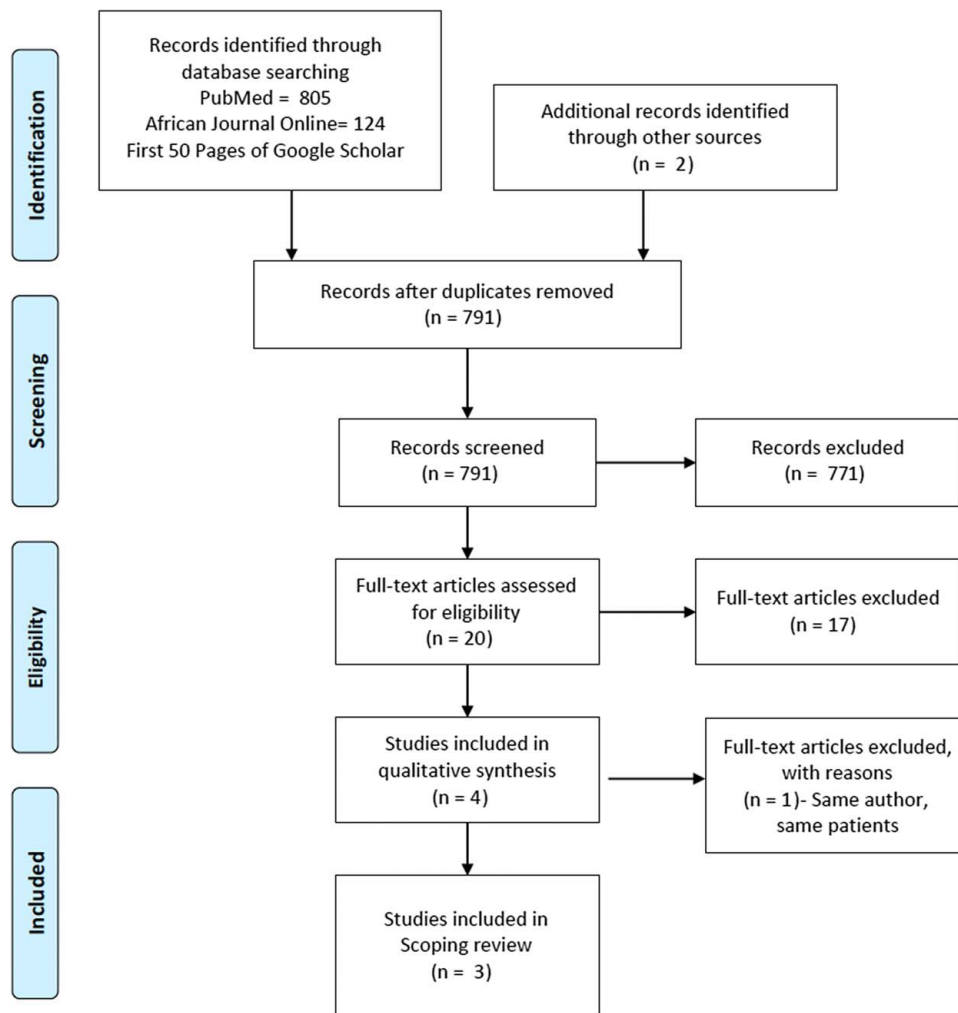 Identification
Records identified through
database searching
PubMed =  805
African Journal Online= 124
First 50 Pages of Google Scholar
Additional records identified
through other sources
(n =  2)
Records after duplicates removed
(n = 791)
Screening
Records screened
(n = 791)
Records excluded
(n =  771)
Eligibility
Full-text articles assessed
for eligibility
(n = 20)
Full-text articles excluded
(n = 17)
Studies included in
qualitative synthesis
(n = 4)
Full-text articles excluded,
with reasons
(n = 1)- Same author,
same patients
Included
Studies included in
Scoping review
(n =  3)